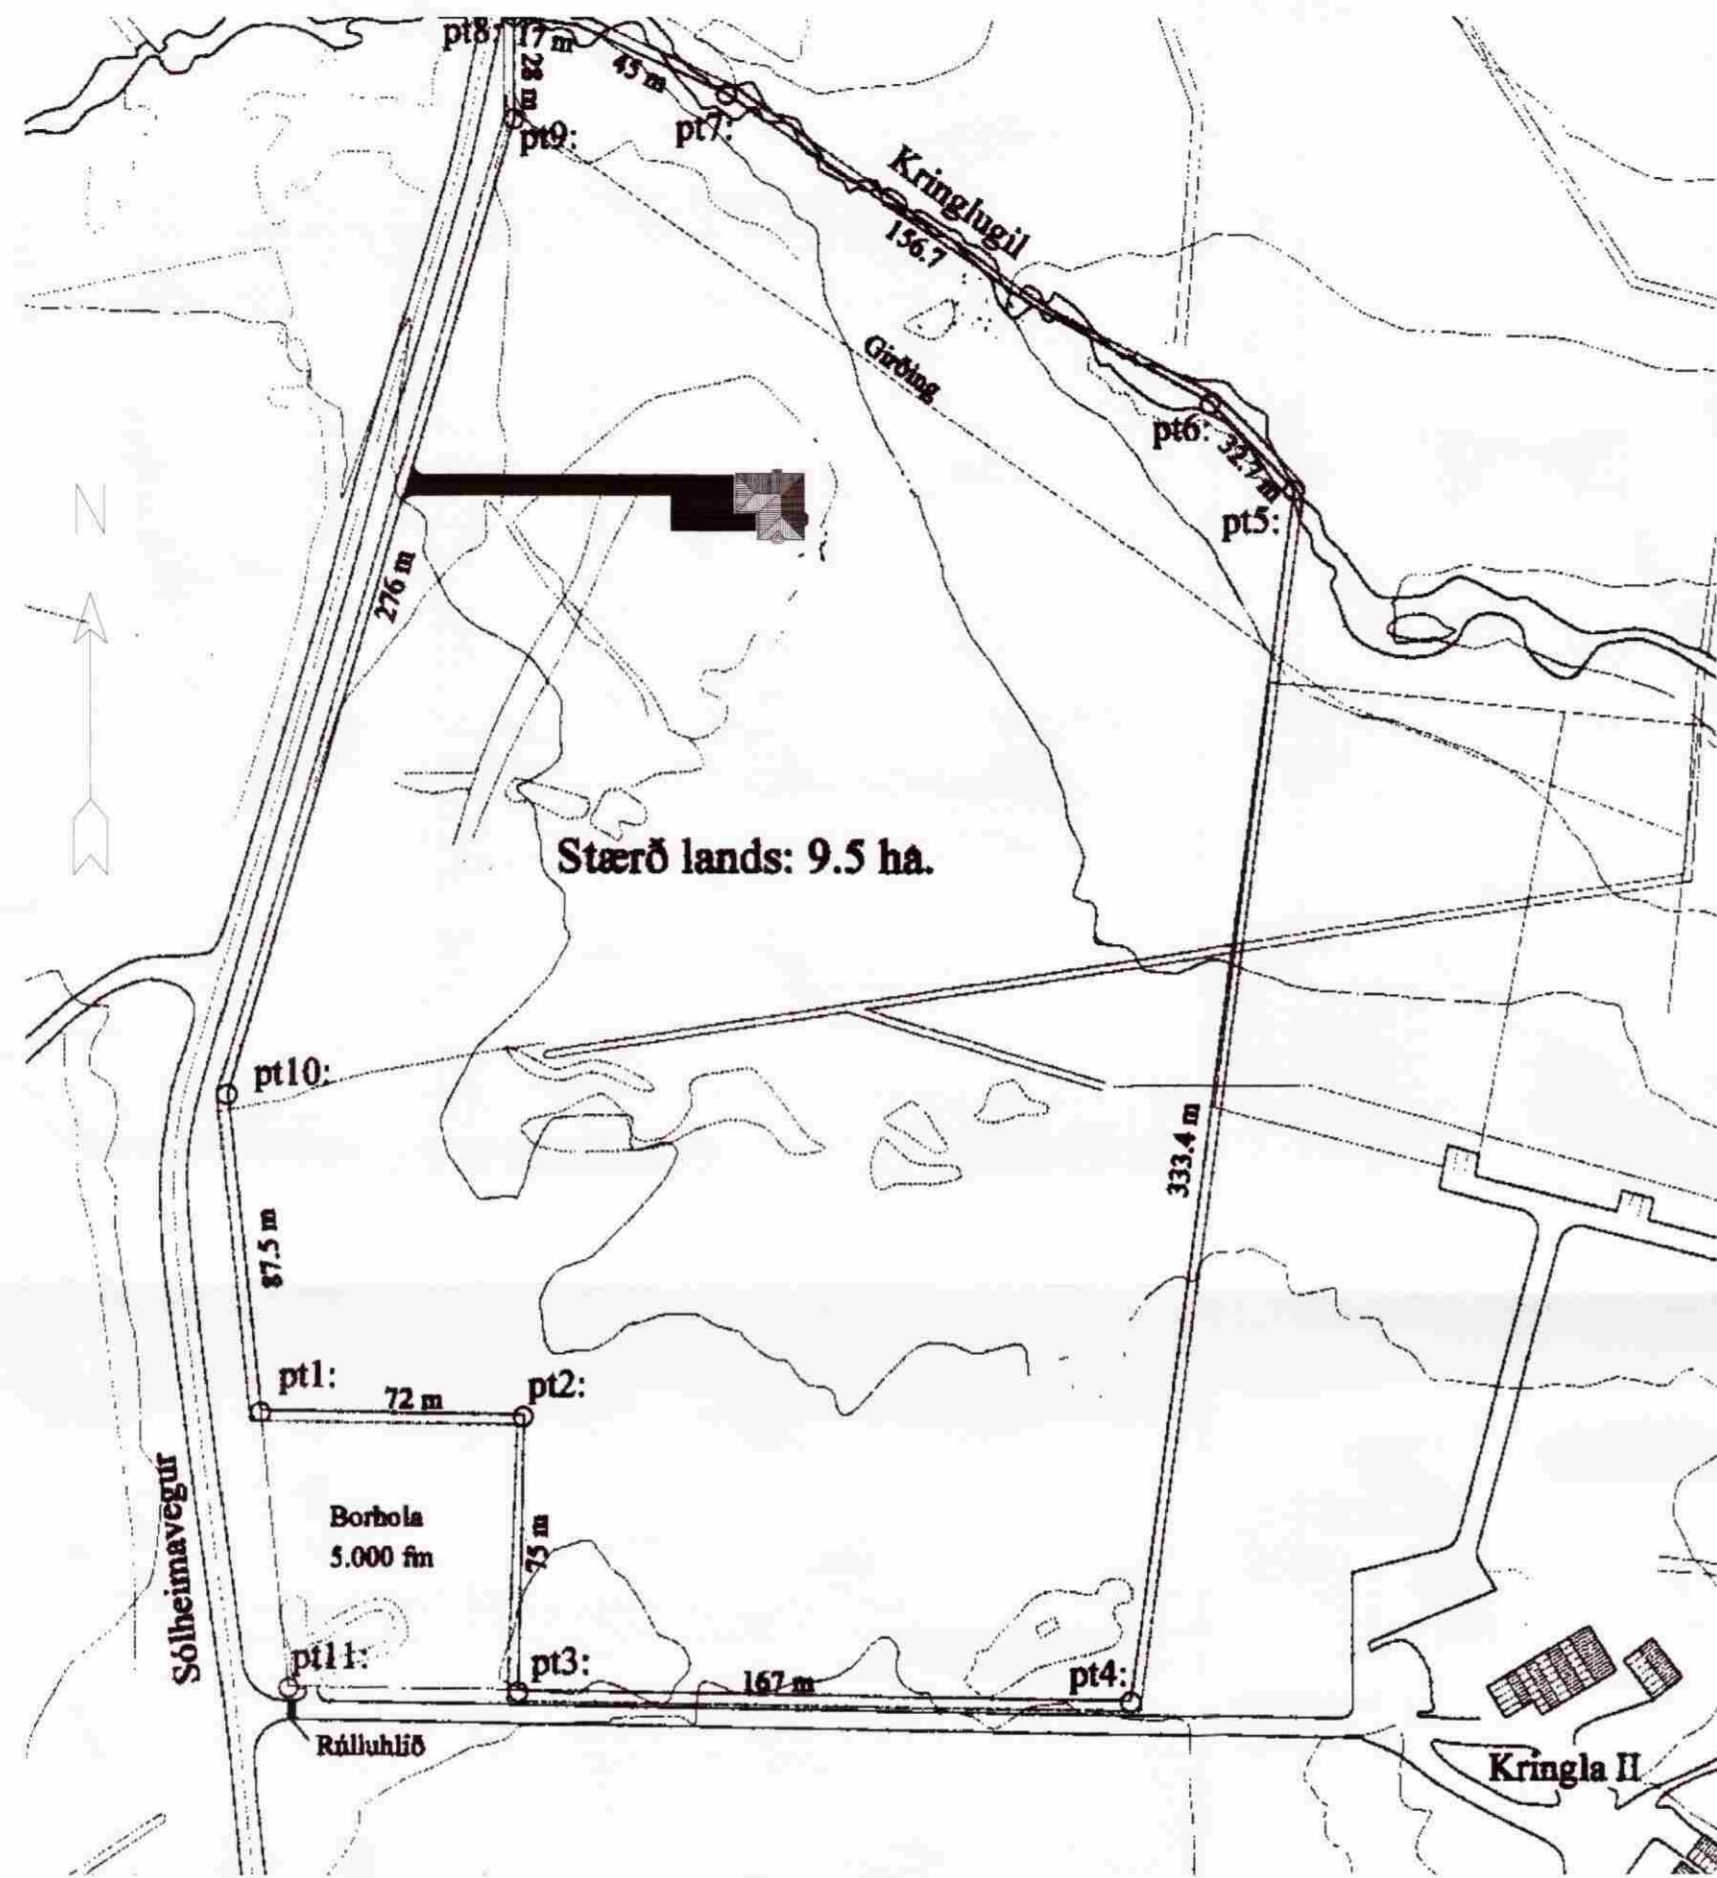 pt8:
17 m
28 m
45 m
pt9:
pt7:
Kringlugil
156.7
Girðing
pt6:
32.7 m
pt5:
N
276 m
Stærð lands: 9.5 ha.
pt10:
333.4 m
87.5 m
pt1:
72 m
pt2:
Sólheimavegur
Borhola
5.000 fm
75 m
pt11:
pt3:
167 m
pt4:
Rúlluhlið
Kringla II